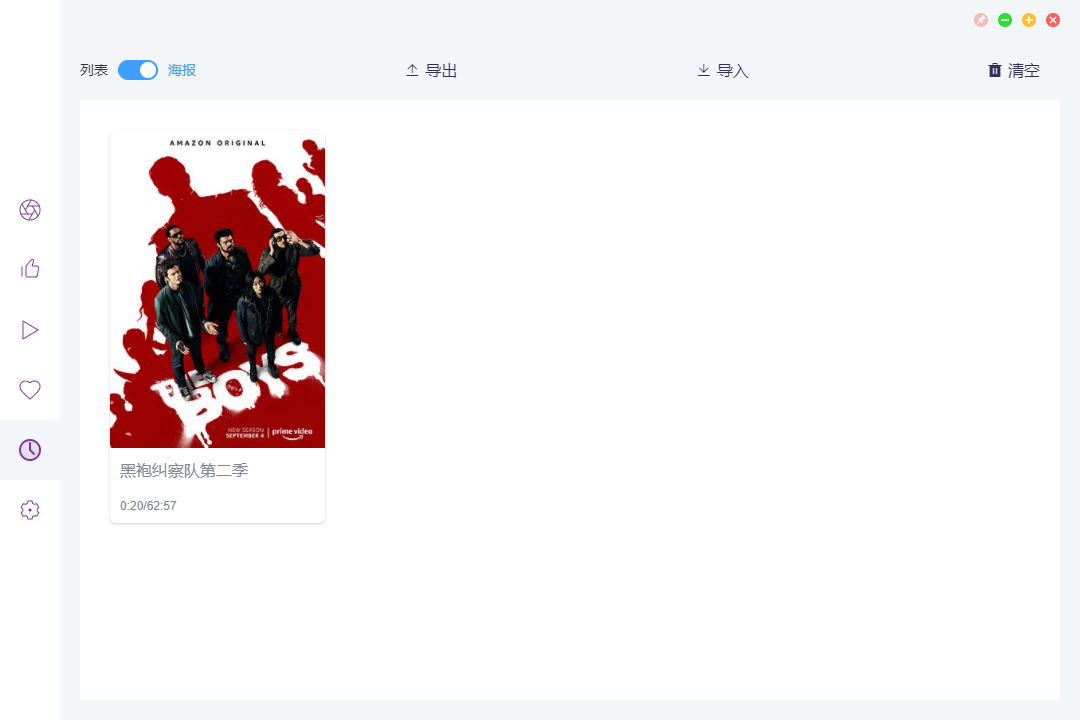 列表 海报 导出 导入 清空
AMAZON ORIGINAL
THE BOYS
NEW SEASON
SEPTEMBER 4 | prime video
黑袍纠察队第二季
0:20/62:57